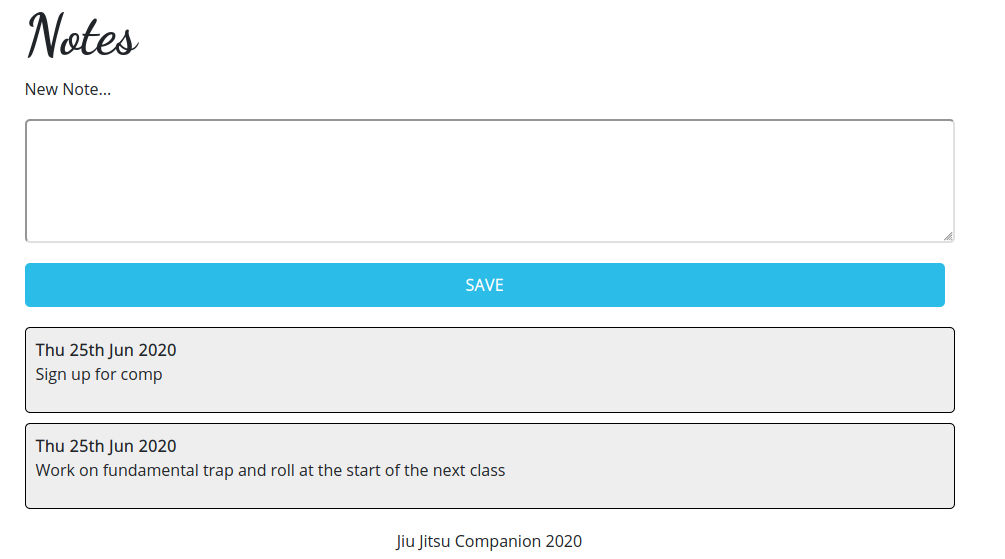 Notes
New Note...
SAVE
Thu 25th Jun 2020
Sign up for comp
Thu 25th Jun 2020
Work on fundamental trap and roll at the start of the next class
Jiu Jitsu Companion 2020